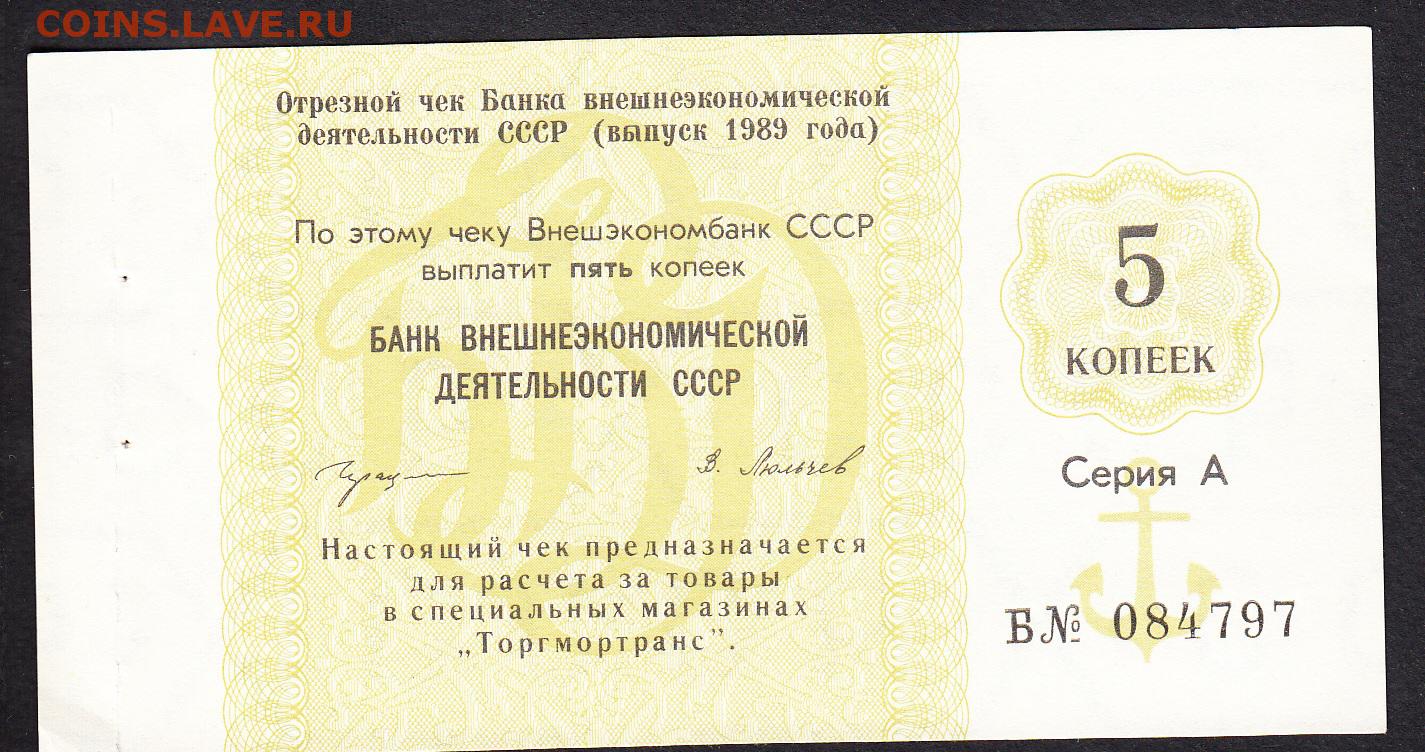 COINS.LAVE.RU
Отрезной чек Банка внешнеэкономической
деятельности СССР (выпуск 1989 года)
По этому чеку Внешэкономбанк СССР
выплатит пять копеек
БАНК ВНЕШНЕЭКОНОМИЧЕСКОЙ
ДЕЯТЕЛЬНОСТИ СССР
В. Люльчев
Настоящий чек предназначается
для расчета за товары
в специальных магазинах
„Торгмортранс".
5
КОПЕЕК
Серия А
Б№ 084797